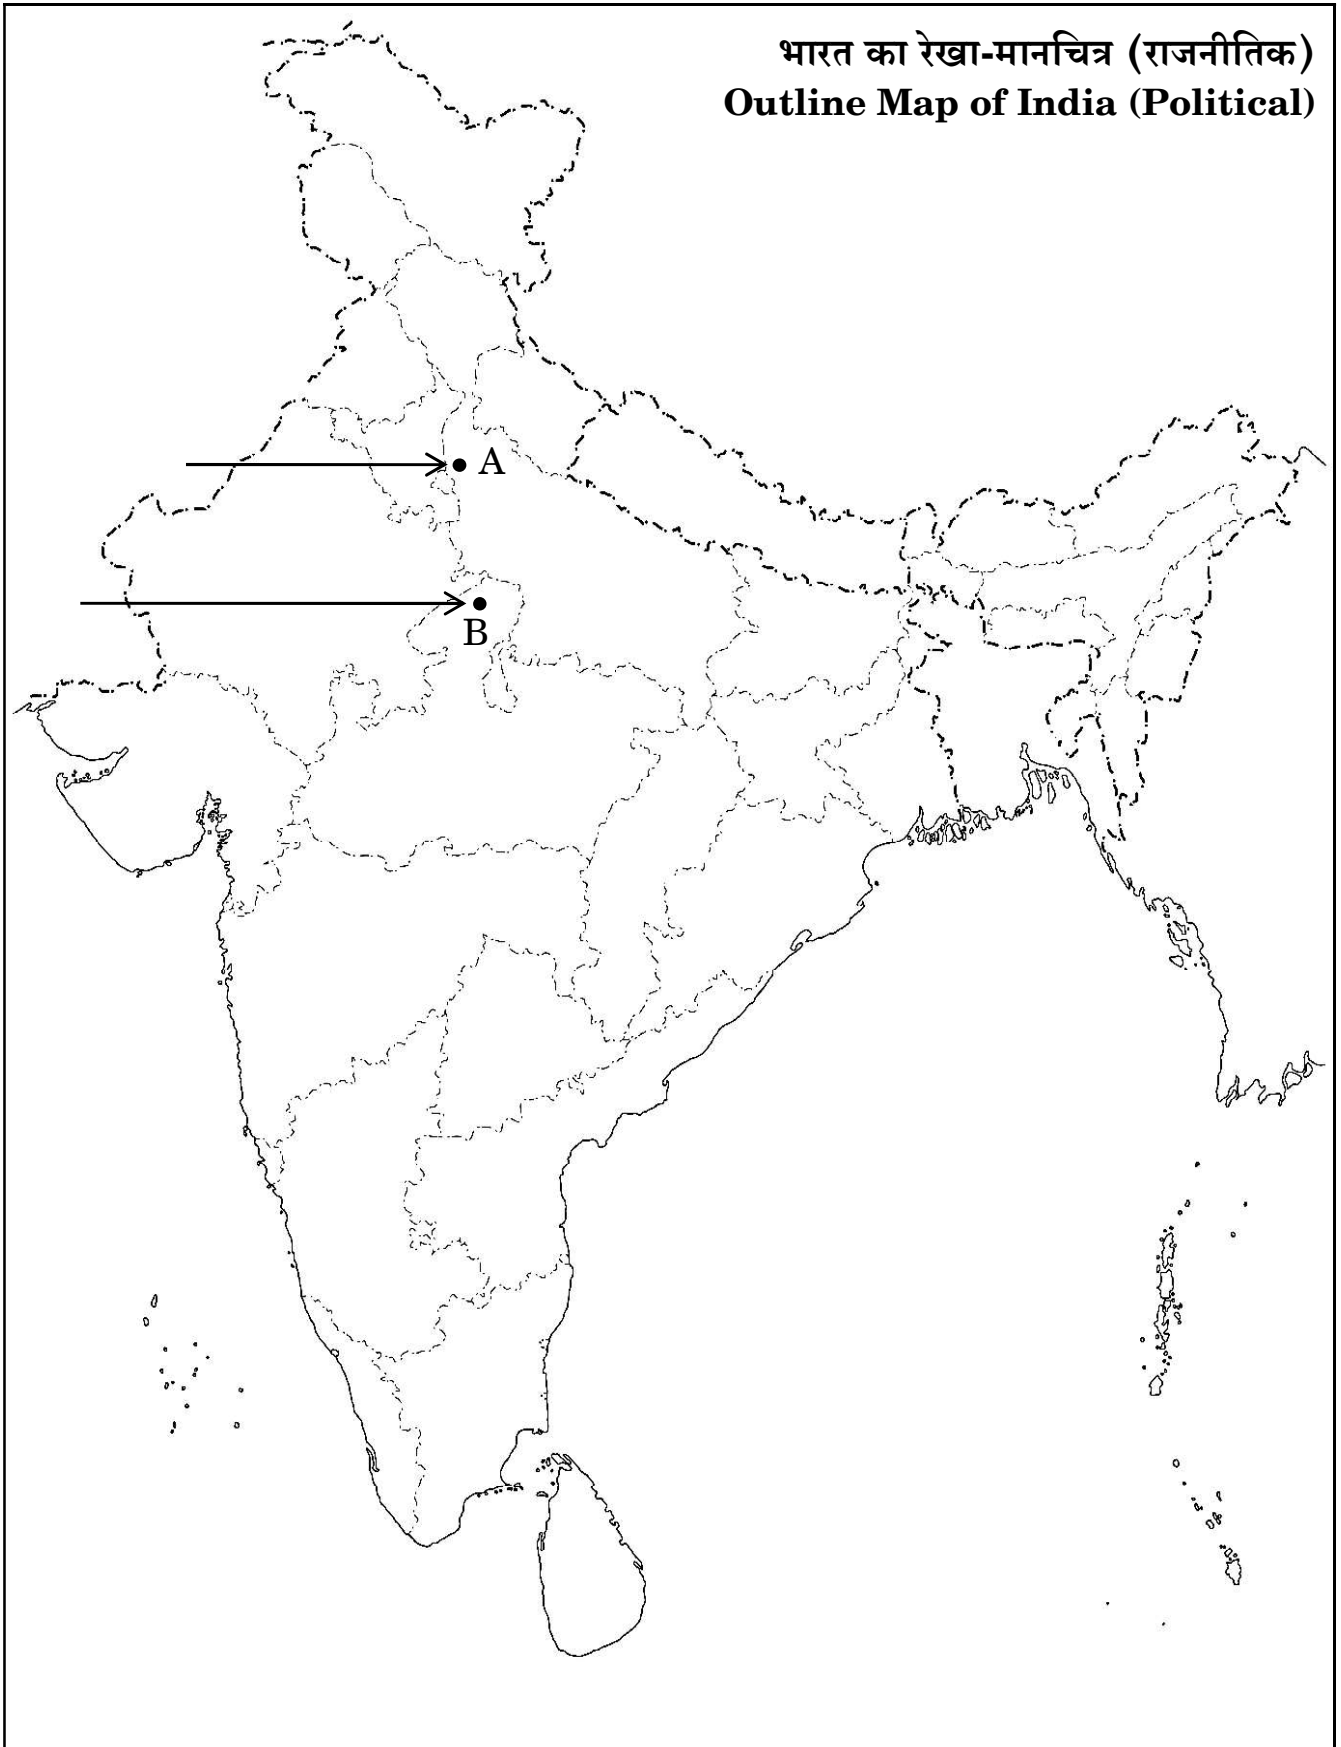 भारत का रेखा-मानचित्र (राजनीतिक)
Outline Map of India (Political)
A
B